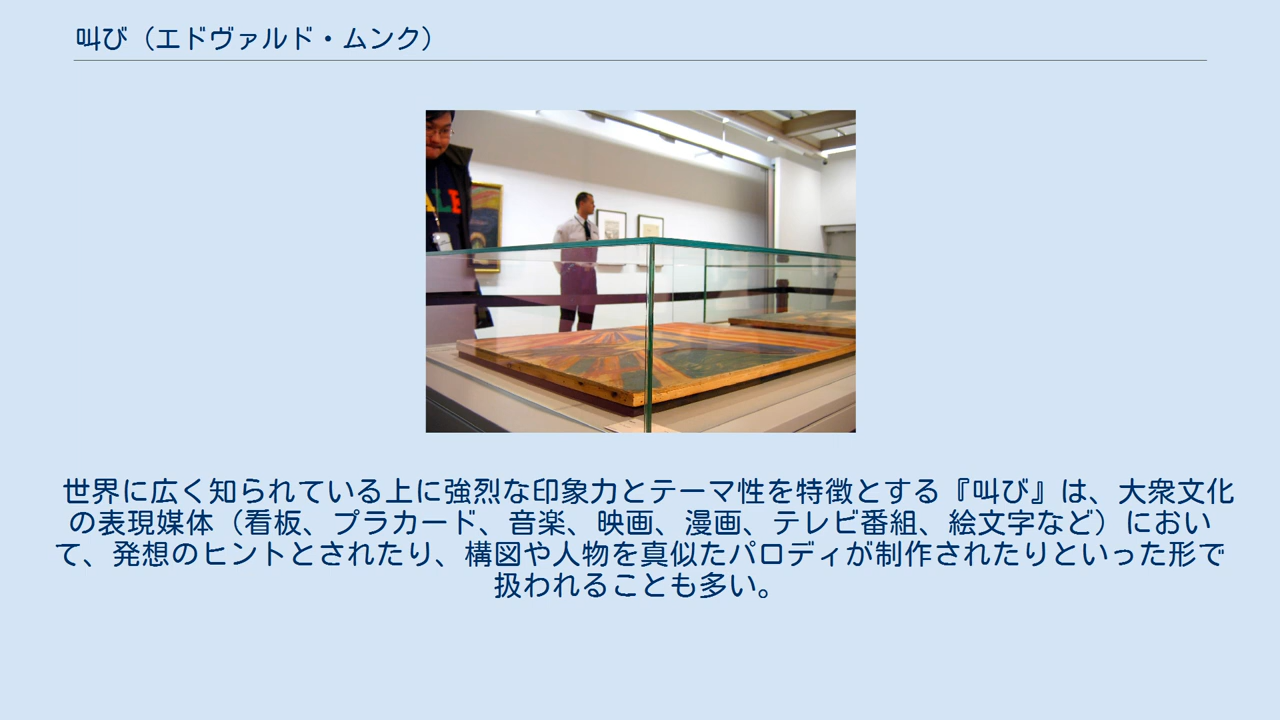 叫び（エドヴァルド・ムンク）
ALE
世界に広く知られている上に強烈な印象力とテーマ性を特徴とする『叫び』は、大衆文化
の表現媒体（看板、プラカード、音楽、映画、漫画、テレビ番組、絵文字など）におい
て、発想のヒントとされたり、構図や人物を真似たパロディが制作されたりといった形で
扱われることも多い。